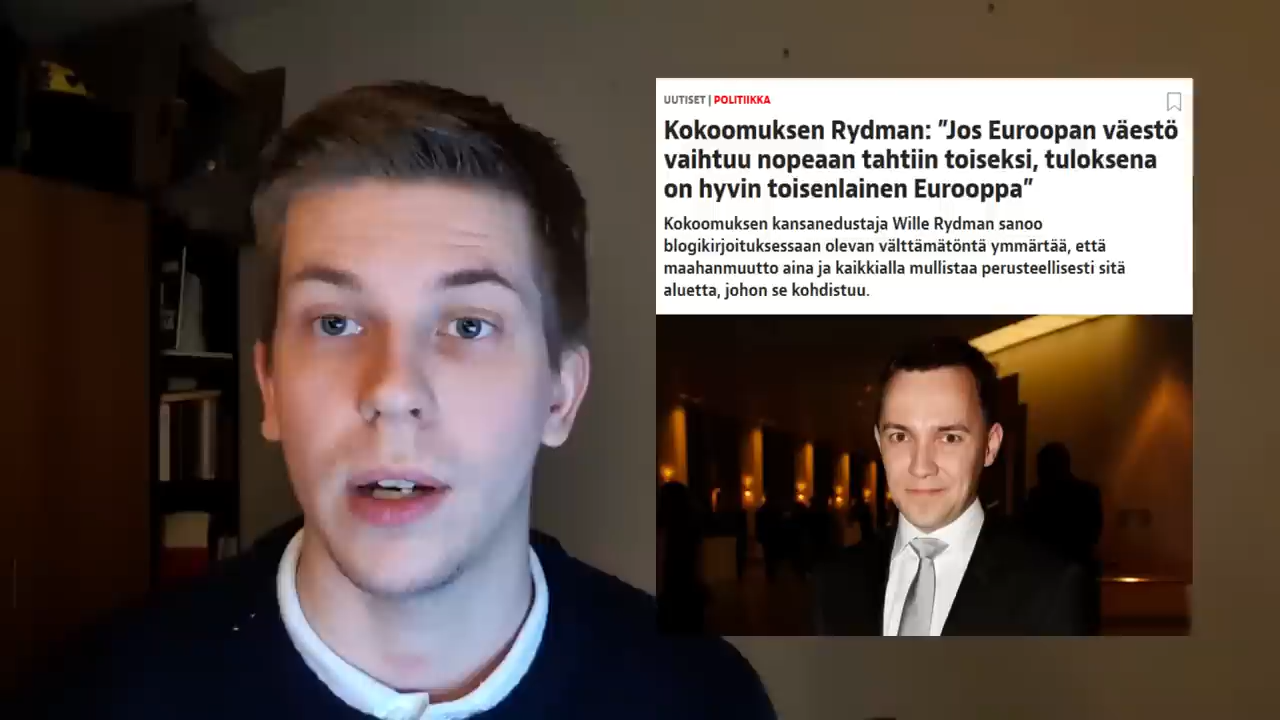 UUTISET | POLITIIKKA
Kokoomuksen Rydman: "Jos Euroopan väestö
vaihtuu nopeaan tahtiin toiseksi, tuloksena
on hyvin toisenlainen Eurooppa"
Kokoomuksen kansanedustaja Wille Rydman sanoo
blogikirjoituksessaan olevan välttämätöntä ymmärtää, että
maahanmuutto aina ja kaikkialla mullistaa perusteellisesti sitä
aluetta, johon se kohdistuu.